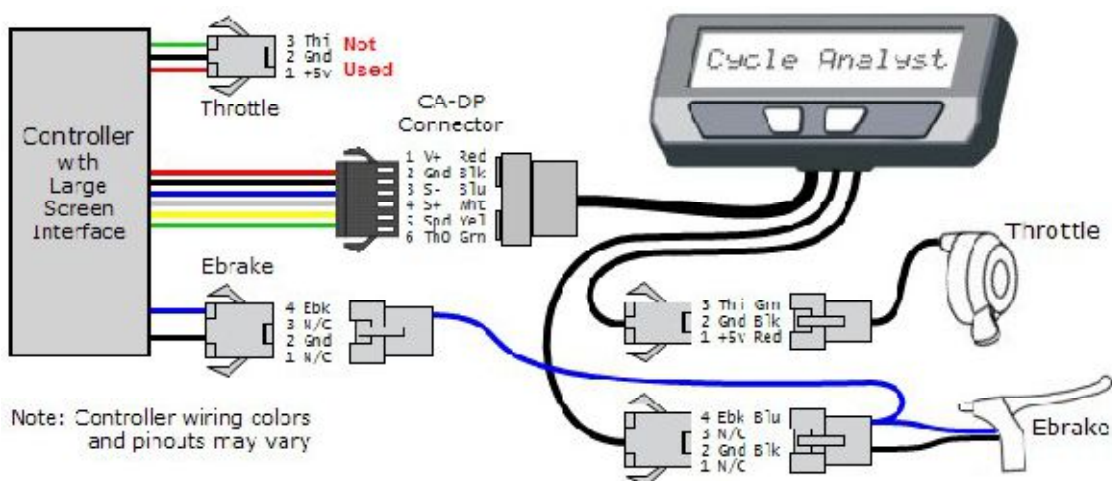 3 Thi Not
2 Gnd
1 +5v Used
Throttle
Cycle Analyst
CA-DP
Connector
Controller
with
Large
Screen
Interface
1 V+ Red
2 Gnd Blk
3 S- Blu
4 S+ Wht
5 Spd Yel
6 ThO Grn
Throttle
Ebrake
4 Ebk
3 N/C
2 Gnd
1 N/C
3 Thi Grn
2 Gnd Blk
1 +5v Red
Note: Controller wiring colors
and pinouts may vary
4 Ebk Blu
3 N/C
2 Gnd Blk
1 N/C
Ebrake